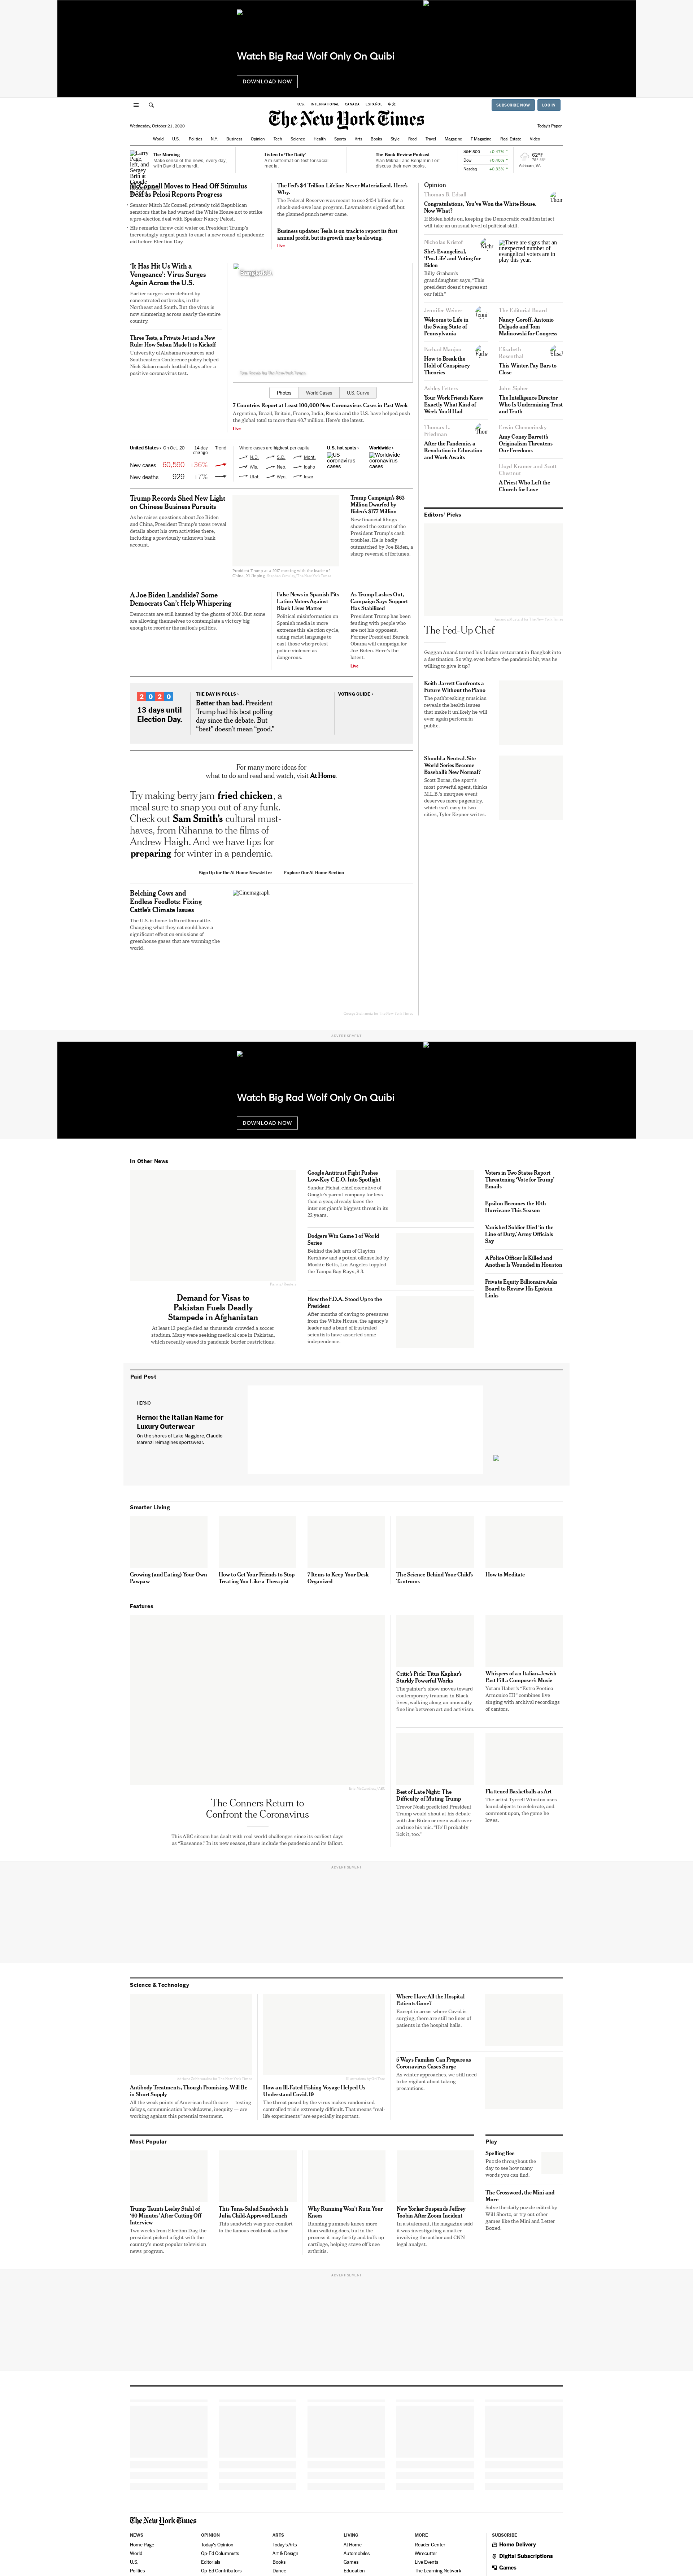 Watch Big Rad Wolf Only On Quibi
DOWNLOAD NOW
U.S. INTERNATIONAL CANADA ESPAÑOL 中文
SUBSCRIBE NOW
LOG IN
The New York Times
Wednesday, October 21, 2020
Today's Paper
World U.S. Politics N.Y. Business Opinion Tech Science Health Sports Arts Books Style Food Travel Magazine T Magazine Real Estate Video
The Morning
Make sense of the news, every day,
with David Leonhardt.
Listen to 'The Daily'
A misinformation test for social
media.
The Book Review Podcast
Tom Nikhail and Benjamin Lorr
discuss their new books.
S&P 500 +0.47% ↑
Dow +0.40% ↑
Nasdaq +0.33% ↑
Ashburn, VA
McConnell Moves to Head Off Stimulus
Deal as Pelosi Reports Progress
Senator Mitch McConnell privately told Republican
senators that he had warned the White House not to strike
a pre-election deal with Speaker Nancy Pelosi.
His remarks threw cold water on President Trump's
increasingly urgent push to enact a new round of pandemic
aid before Election Day.
The Fed's $4 Trillion Lifeline Never Materialized. Here's
Why.
The Federal Reserve was meant to use $454 billion for a
shock-and-awe loan program. Lawmakers signed off, but
the planned punch never came.
Business updates: Tesla is on track to report its first
annual profit, but its growth may be slowing.
Live
'It Has Hit Us With a
Vengeance': Virus Surges
Again Across the U.S.
Earlier surges were defined by
concentrated outbreaks, in the
Northeast and South. But the virus is
now simmering across nearly the entire
country.
Three Tests, a Private Jet and a New
Rule: How Saban Made It to Kickoff
University of Alabama resources and
Southeastern Conference policy helped
Nick Saban coach football days after a
positive coronavirus test.
Photos World Cases U.S. Curve
7 Countries Report at Least 100,000 New Coronavirus Cases in Past Week
Argentina, Brazil, Britain, France, India, Russia and the U.S. have helped push
the global total to more than 40.7 million. Here's the latest.
Live
United States › On Oct. 20 14-day change Trend
New cases 60,590 +36%
New deaths 929 +7%
Where cases are highest per capita
N.D. S.D. Mont.
Wis. Neb. Idaho
Utah Wyo. Iowa
U.S. hot spots ›
US coronavirus cases
Worldwide ›
Worldwide coronavirus cases
Trump Records Shed New Light
on Chinese Business Pursuits
As he raises questions about Joe Biden
and China, President Trump's taxes reveal
details about his own activities there,
including a previously unknown bank
account.
President Trump at a 2017 meeting with the leader of
China, Xi Jinping.
Trump Campaign's $63
Million Dwarfed by
Biden's $177 Million
New financial filings
showed the extent of the
President Trump's cash
troubles. He is badly
outmatched by Joe Biden, a
sharp reversal of fortunes.
A Joe Biden Landslide? Some
Democrats Can't Help Whispering
Democrats are still haunted by the ghosts of 2016. But some
are allowing themselves to contemplate a victory big
enough to reorder the nation's politics.
False News in Spanish Pits
Latino Voters Against
Black Lives Matter
Political misinformation on
Spanish media is more
extreme this election cycle,
using racist language to
cast those who protest
police violence as
dangerous.
As Trump Lashes Out,
Campaign Says Support
Has Stabilized
President Trump has been
feuding with people who
are not his opponent.
Former President Barack
Obama will campaign for
Joe Biden. Here's the
latest.
Live
2020
13 days until
Election Day.
THE DAY IN POLLS ›
Better than bad. President
Trump had his best polling
day since the debate. But
"best" doesn't mean "good."
VOTING GUIDE ›
For many more ideas for
what to do and read and watch, visit At Home.
Try making berry jam fried chicken, a
meal sure to snap you out of any funk.
Check out Sam Smith's cultural must-
haves, from Rihanna to the films of
Andrew Haigh. And we have tips for
preparing for winter in a pandemic.
Sign Up for the At Home Newsletter
Explore Our At Home Section
Belching Cows and
Endless Feedlots: Fixing
Cattle's Climate Issues
The U.S. is home to 95 million cattle.
Changing what they eat could have a
significant effect on emissions of
greenhouse gases that are warming the
world.
Cinemagraph
Opinion
Thomas B. Edsall
Congratulations, You've Won the White House.
Now What?
If Biden holds on, keeping the Democratic coalition intact
will take an unusual level of political skill.
Nicholas Kristof
She's Evangelical,
'Pro-Life' and Voting for
Biden
Billy Graham's
granddaughter says, "This
president doesn't represent
our faith."
There are signs that an
unexpected number of
evangelical voters are in
play this year.
Jennifer Weiner
Welcome to Life in
the Swing State of
Pennsylvania
The Editorial Board
Nancy Goroff, Antonio
Delgado and Tom
Malinowski for Congress
Farhad Manjoo
How to Break the
Hold of Conspiracy
Theories
Elisabeth
Rosenthal
This Winter, Pay Bars to
Close
Ashley Fetters
Your Work Friends Knew
Exactly What Kind of
Week You'd Had
John Sipher
The Intelligence Director
Who Is Undermining Trust
and Truth
Thomas L.
Friedman
After the Pandemic, a
Revolution in Education
and Work Awaits
Erwin Chemerinsky
Amy Coney Barrett's
Originalism Threatens
Our Freedoms
Lloyd Kramer and Scott
Chestnut
A Priest Who Left the
Church for Love
Editors' Picks
The Fed-Up Chef
Gaggan Anand turned his Indian restaurant in Bangkok into
a destination. So why, even before the pandemic hit, was he
willing to give it up?
Keith Jarrett Confronts a
Future Without the Piano
The pathbreaking musician
reveals the health issues
that make it unlikely he will
ever again perform in
public.
Should a Neutral-Site
World Series Become
Baseball's New Normal?
Scott Boras, the sport's
most powerful agent, thinks
M.L.B.'s marquee event
deserves more pageantry,
which isn't easy in two
cities, Tyler Kepner writes.
ADVERTISEMENT
Watch Big Rad Wolf Only On Quibi
DOWNLOAD NOW
In Other News
Demand for Visas to
Pakistan Fuels Deadly
Stampede in Afghanistan
At least 12 people died as thousands crowded a soccer
stadium. Many were seeking medical care in Pakistan,
which recently eased its pandemic border restrictions.
Google Antitrust Fight Pushes
Low-Key C.E.O. Into Spotlight
Sundar Pichai, chief executive of
Google's parent company for less
than a year, already faces the
internet giant's biggest threat in its
22 years.
Dodgers Win Game 1 of World
Series
Behind the left arm of Clayton
Kershaw and a potent offense led by
Mookie Betts, Los Angeles toppled
the Tampa Bay Rays, 8-3.
How the F.D.A. Stood Up to the
President
After months of caving to pressures
from the White House, the agency's
leader and a band of frustrated
scientists have asserted some
independence.
Voters in Two States Report
Threatening 'Vote for Trump'
Emails
Epsilon Becomes the 10th
Hurricane This Season
Vanished Soldier Died 'in the
Line of Duty,' Army Officials
Say
A Police Officer Is Killed and
Another Is Wounded in Houston
Private Equity Billionaire Asks
Board to Review His Epstein
Links
Paid Post
HERNO
Herno: the Italian Name for
Luxury Outerwear
On the shores of Lake Maggiore, Claudio
Marenzi reimagines sportswear.
Smarter Living
Growing (and Eating) Your Own
Pawpaw
How to Get Your Friends to Stop
Treating You Like a Therapist
7 Items to Keep Your Desk
Organized
The Science Behind Your Child's
Tantrums
How to Meditate
Features
The Conners Return to
Confront the Coronavirus
This ABC sitcom has dealt with real-world challenges since its earliest days
as "Roseanne." In its new season, those include the pandemic and its fallout.
Critic's Pick: Titus Kaphar's
Starkly Powerful Works
The painter's show moves toward
contemporary traumas in Black
lives, walking along an unusually
fine line between art and activism.
Whispers of an Italian-Jewish
Past Fill a Composer's Music
Yotam Haber's "Estro Poetico-
Armonico III" combines live
singing with archival recordings
of cantors.
Best of Late Night: The
Difficulty of Muting Trump
Trevor Noah predicted President
Trump would shout at his debate
with Joe Biden or even walk over
and use his mic: "He'll probably
lick it, too."
Flattened Basketballs as Art
The artist Tyrrell Winston uses
found objects to celebrate, and
comment upon, the game he
loves.
ADVERTISEMENT
Science & Technology
Antibody Treatments, Though Promising, Will Be
in Short Supply
All the weak points of American health care — testing
delays, communication breakdowns, inequity — are
working against this potential treatment.
How an Ill-Fated Fishing Voyage Helped Us
Understand Covid-19
The threat posed by the virus makes randomized
controlled trials extremely difficult. That means "real-
life experiments" are especially important.
Where Have All the Hospital
Patients Gone?
Except in areas where Covid is
surging, there are still no lines of
patients in the hospital halls.
5 Ways Families Can Prepare as
Coronavirus Cases Surge
As winter approaches, we still need
to be vigilant about taking
precautions.
Most Popular
Trump Taunts Lesley Stahl of
'60 Minutes' After Cutting Off
Interview
Two weeks from Election Day, the
president picked a fight with the
country's most popular television
news program.
This Tuna-Salad Sandwich Is
Julia Child-Approved Lunch
This sandwich was pure comfort to
the famous cookbook author.
Why Running Won't Ruin Your
Knees
Running pummels knees more
than walking does, but in the
process it may fortify and bulk up
cartilage, helping stave off knee
arthritis.
New Yorker Suspends Jeffrey
Toobin After Zoom Incident
In a statement, the magazine said
it was investigating a matter
involving the author and CNN
legal analyst.
Play
Spelling Bee
Puzzle throughout the
day to see how many
words you can find.
The Crossword, the Mini and
More
Solve the daily puzzle edited by
Will Shortz, or try out other
games like the Mini and Letter
Boxed.
ADVERTISEMENT
The New York Times
NEWS
Home Page
World
U.S.
Politics
OPINION
Today's Opinion
Op-Ed Columnists
Editorials
Op-Ed Contributors
ARTS
Today's Arts
Art & Design
Books
Dance
LIVING
At Home
Automobiles
Games
Education
MORE
Reader Center
Wirecutter
Live Events
The Learning Network
SUBSCRIBE
Home Delivery
Digital Subscriptions
Games